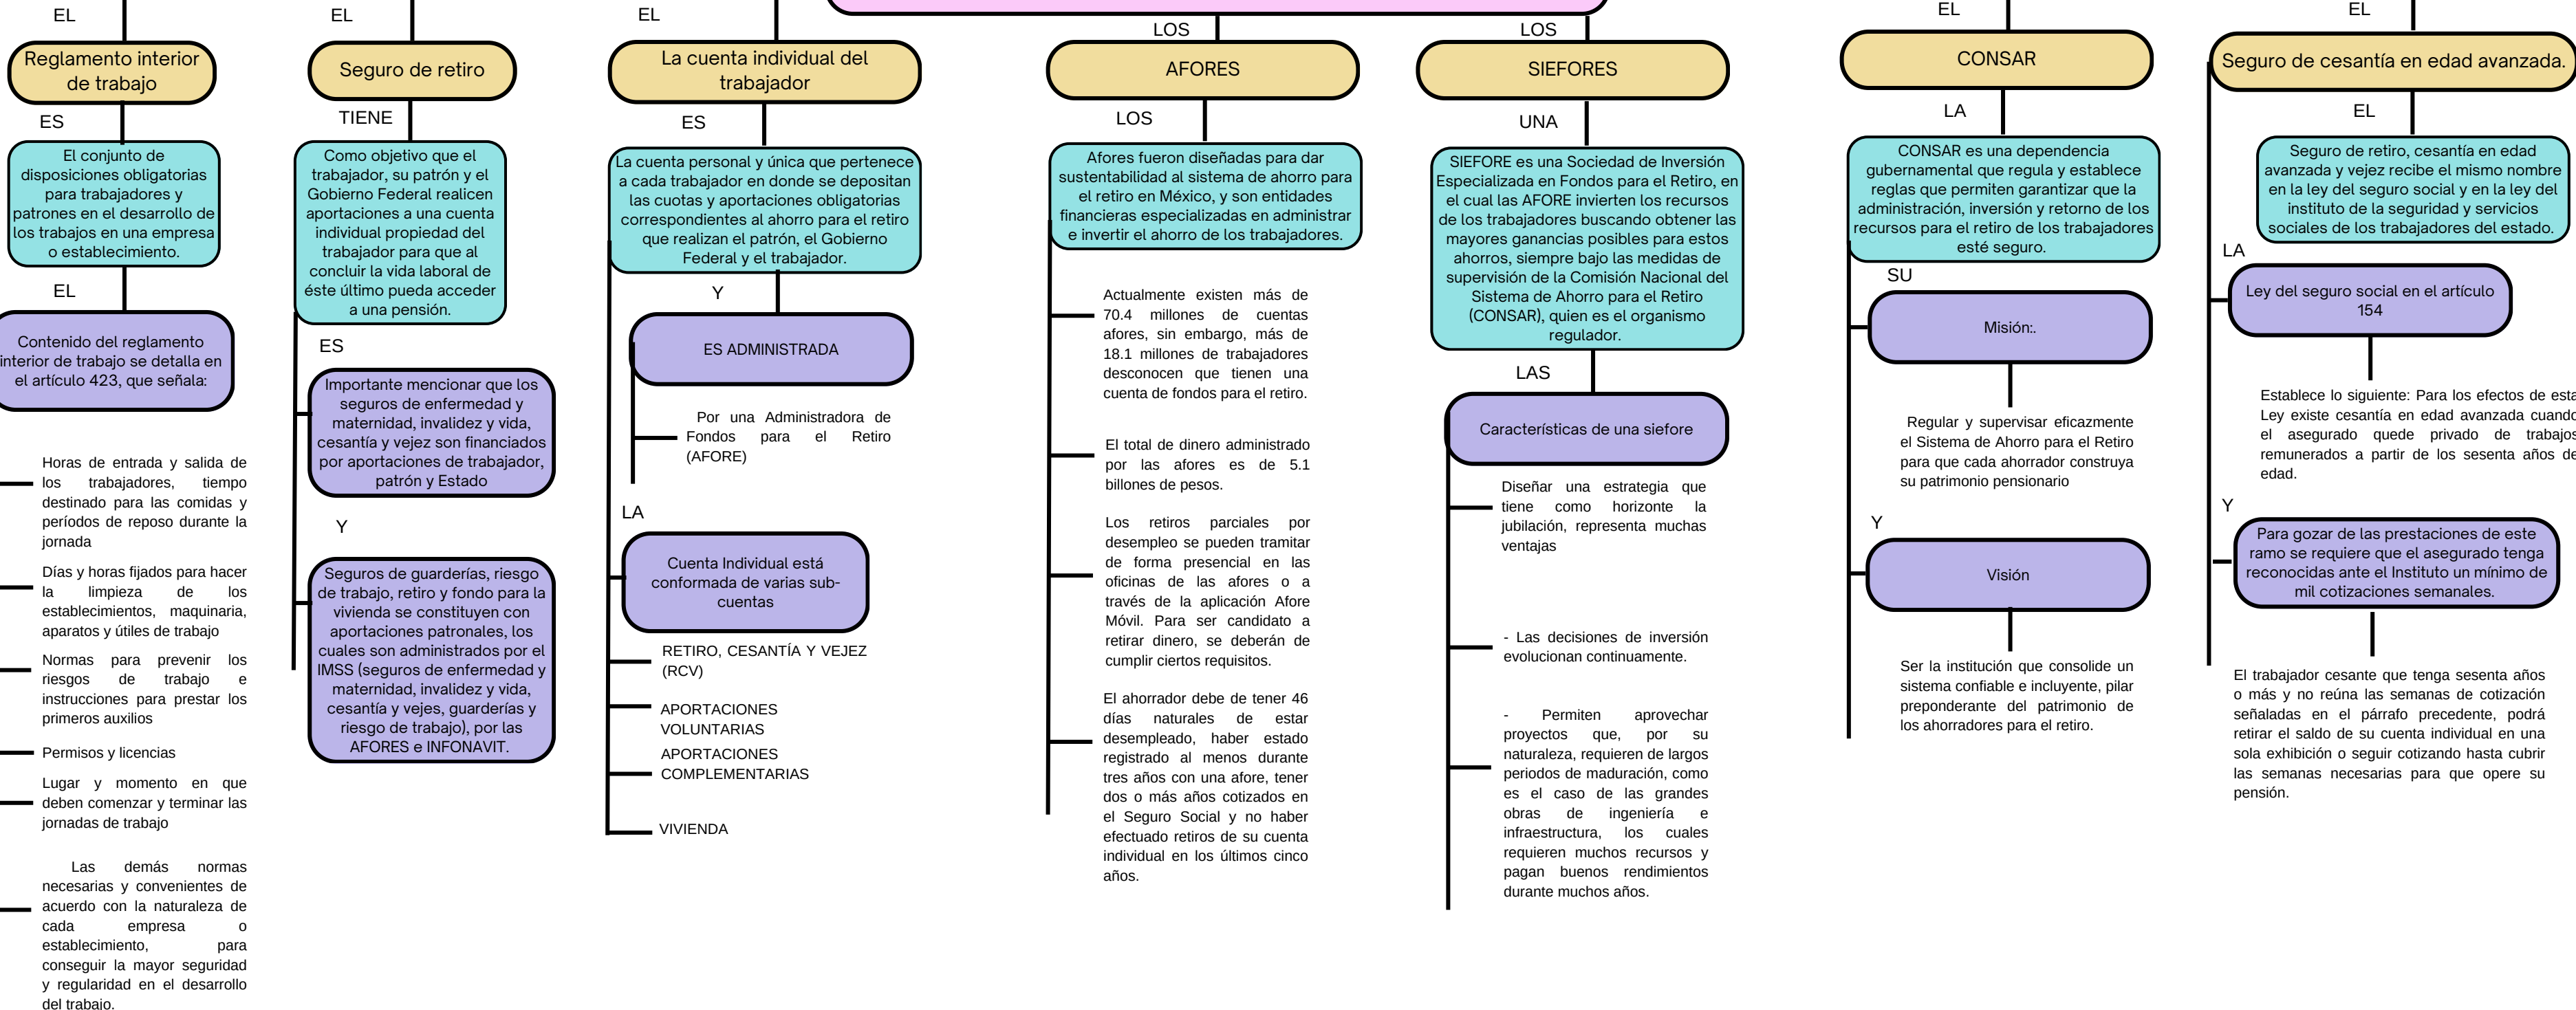 EL
Reglamento interior
de trabajo
ES
El conjunto de
disposiciones obligatorias
para trabajadores y
patrones en el desarrollo de
los trabajos en una empresa
o establecimiento.
EL
Contenido del reglamento
interior de trabajo se detalla en
el artículo 423, que señala:
Horas de entrada y salida de
los trabajadores, tiempo
destinado para las comidas y
períodos de reposo durante la
jornada
Días y horas fijados para hacer
la limpieza de los
establecimientos, maquinaria,
aparatos y útiles de trabajo
Normas para prevenir los
riesgos de trabajo e
instrucciones para prestar los
primeros auxilios
Permisos y licencias
Lugar y momento en que
deben comenzar y terminar las
jornadas de trabajo
Las demás normas
necesarias y convenientes de
acuerdo con la naturaleza de
cada empresa o
establecimiento, para
conseguir la mayor seguridad
y regularidad en el desarrollo
del trabajo.
EL
Seguro de retiro
TIENE
Como objetivo que el
trabajador, su patrón y el
Gobierno Federal realicen
aportaciones a una cuenta
individual propiedad del
trabajador para que al
concluir la vida laboral de
éste último pueda acceder
a una pensión.
ES
Importante mencionar que los
seguros de enfermedad y
maternidad, invalidez y vida,
cesantía y vejez son financiados
por aportaciones de trabajador,
patrón y Estado
Y
Seguros de guarderías, riesgo
de trabajo, retiro y fondo para la
vivienda se constituyen con
aportaciones patronales, los
cuales son administrados por el
IMSS (seguros de enfermedad y
maternidad, invalidez y vida,
cesantía y vejes, guarderías y
riesgo de trabajo), por las
AFORES e INFONAVIT.
EL
La cuenta individual del
trabajador
ES
La cuenta personal y única que pertenece
a cada trabajador en donde se depositan
las cuotas y aportaciones obligatorias
correspondientes al ahorro para el retiro
que realizan el patrón, el Gobierno
Federal y el trabajador.
Y
ES ADMINISTRADA
Por una Administradora de
Fondos para el Retiro
(AFORE)
LA
Cuenta Individual está
conformada de varias sub-
cuentas
RETIRO, CESANTÍA Y VEJEZ
(RCV)
APORTACIONES
VOLUNTARIAS
APORTACIONES
COMPLEMENTARIAS
VIVIENDA
LOS
AFORES
LOS
Afores fueron diseñadas para dar
sustentabilidad al sistema de ahorro para
el retiro en México, y son entidades
financieras especializadas en administrar
e invertir el ahorro de los trabajadores.
Actualmente existen más de
70.4 millones de cuentas
afores, sin embargo, más de
18.1 millones de trabajadores
desconocen que tienen una
cuenta de fondos para el retiro.
El total de dinero administrado
por las afores es de 5.1
billones de pesos.
Los retiros parciales por
desempleo se pueden tramitar
de forma presencial en las
oficinas de las afores o a
través de la aplicación Afore
Móvil. Para ser candidato a
retirar dinero, se deberán de
cumplir ciertos requisitos.
El ahorrador debe de tener 46
días naturales de estar
desempleado, haber estado
registrado al menos durante
tres años con una afore, tener
dos o más años cotizados en
el Seguro Social y no haber
efectuado retiros de su cuenta
individual en los últimos cinco
años.
LOS
SIEFORES
UNA
SIEFORE es una Sociedad de Inversión
Especializada en Fondos para el Retiro, en
el cual las AFORE invierten los recursos
de los trabajadores buscando obtener las
mayores ganancias posibles para estos
ahorros, siempre bajo las medidas de
supervisión de la Comisión Nacional del
Sistema de Ahorro para el Retiro
(CONSAR), quien es el organismo
regulador.
LAS
Características de una siefore
Diseñar una estrategia que
tiene como horizonte la
jubilación, representa muchas
ventajas
- Las decisiones de inversión
evolucionan continuamente.
- Permiten aprovechar
proyectos que, por su
naturaleza, requieren de largos
periodos de maduración, como
es el caso de las grandes
obras de ingeniería e
infraestructura, los cuales
requieren muchos recursos y
pagan buenos rendimientos
durante muchos años.
EL
CONSAR
LA
CONSAR es una dependencia
gubernamental que regula y establece
reglas que permiten garantizar que la
administración, inversión y retorno de los
recursos para el retiro de los trabajadores
esté seguro.
SU
Misión:.
Regular y supervisar eficazmente
el Sistema de Ahorro para el Retiro
para que cada ahorrador construya
su patrimonio pensionario
Y
Visión
Ser la institución que consolide un
sistema confiable e incluyente, pilar
preponderante del patrimonio de
los ahorradores para el retiro.
EL
Seguro de cesantía en edad avanzada.
EL
Seguro de retiro, cesantía en edad
avanzada y vejez recibe el mismo nombre
en la ley del seguro social y en la ley del
instituto de la seguridad y servicios
sociales de los trabajadores del estado.
LA
Ley del seguro social en el artículo
154
Establece lo siguiente: Para los efectos de esta
Ley existe cesantía en edad avanzada cuando
el asegurado quede privado de trabajos
remunerados a partir de los sesenta años de
edad.
Y
Para gozar de las prestaciones de este
ramo se requiere que el asegurado tenga
reconocidas ante el Instituto un mínimo de
mil cotizaciones semanales.
El trabajador cesante que tenga sesenta años
o más y no reúna las semanas de cotización
señaladas en el párrafo precedente, podrá
retirar el saldo de su cuenta individual en una
sola exhibición o seguir cotizando hasta cubrir
las semanas necesarias para que opere su
pensión.